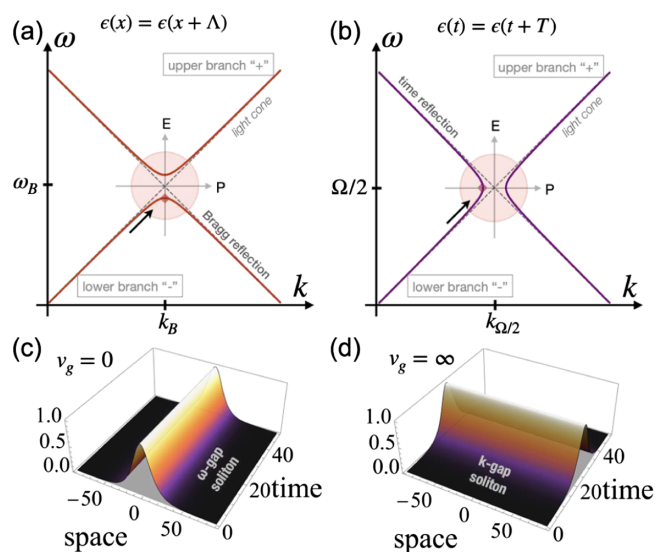 (a) ϵ(x) = ϵ(x + Λ)
ω
upper branch "+"
light cone
E
P
ω_B
Bragg reflection
lower branch "-"
k
k_B
(b) ϵ(t) = ϵ(t + T)
ω
upper branch "+"
time reflection
light cone
E
P
Ω/2
lower branch "-"
k
k_Ω/2
(c) v_g = 0
1.0
0.5
0.0
ω-gap
soliton
-50
0
50
space
0
20
40
time
(d) v_g = ∞
1.0
0.5
0.0
k-gap
soliton
-50
0
50
space
0
20
40
time